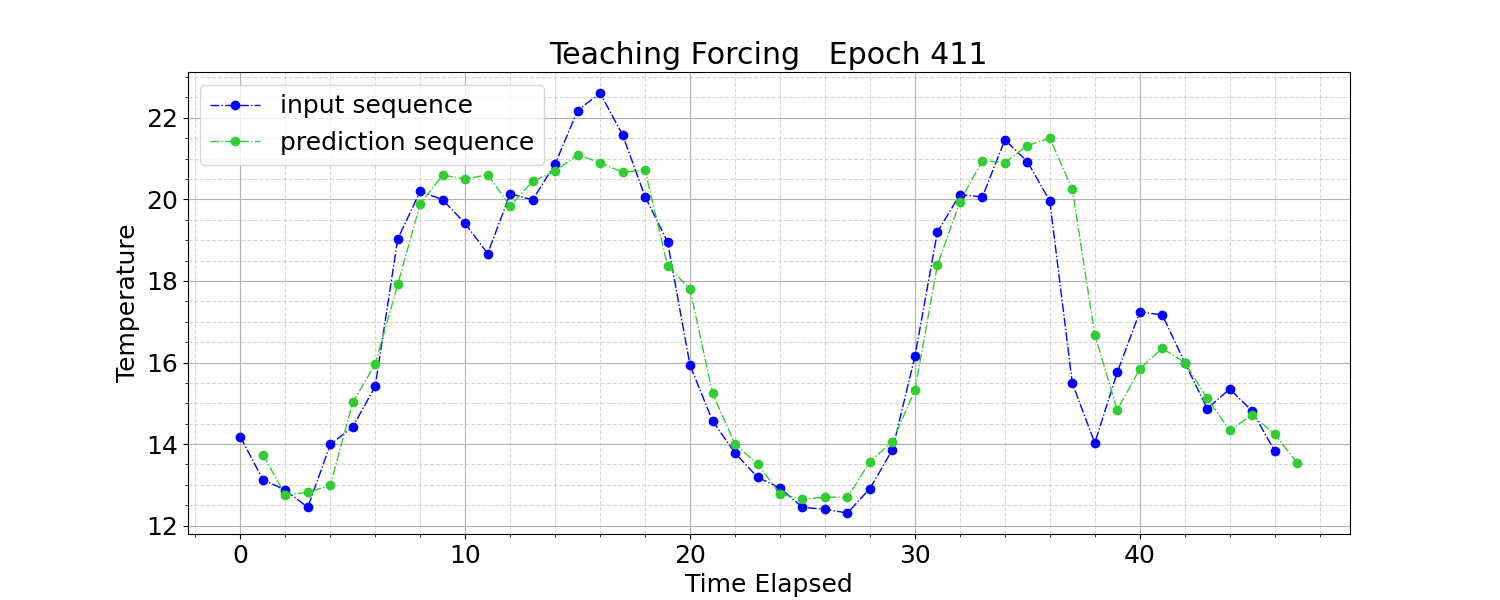 Teaching Forcing   Epoch 411
input sequence
prediction sequence
Temperature
22
20
18
16
14
12
0 10 20 30 40
Time Elapsed